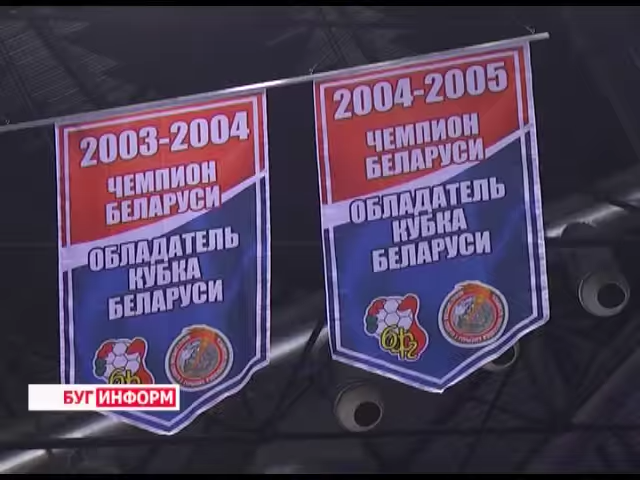 2003-2004
ЧЕМПИОН
БЕЛАРУСИ
ОБЛАДАТЕЛЬ
КУБКА
БЕЛАРУСИ
2004-2005
ЧЕМПИОН
БЕЛАРУСИ
ОБЛАДАТЕЛЬ
КУБКА
БЕЛАРУСИ
БУГ ИНФОРМ